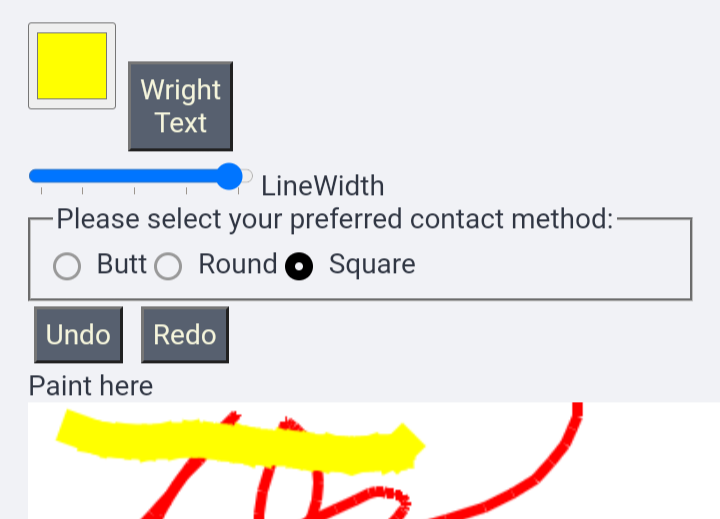 Wright
Text
LineWidth
Please select your preferred contact method:
Butt Round Square
Undo Redo
Paint here